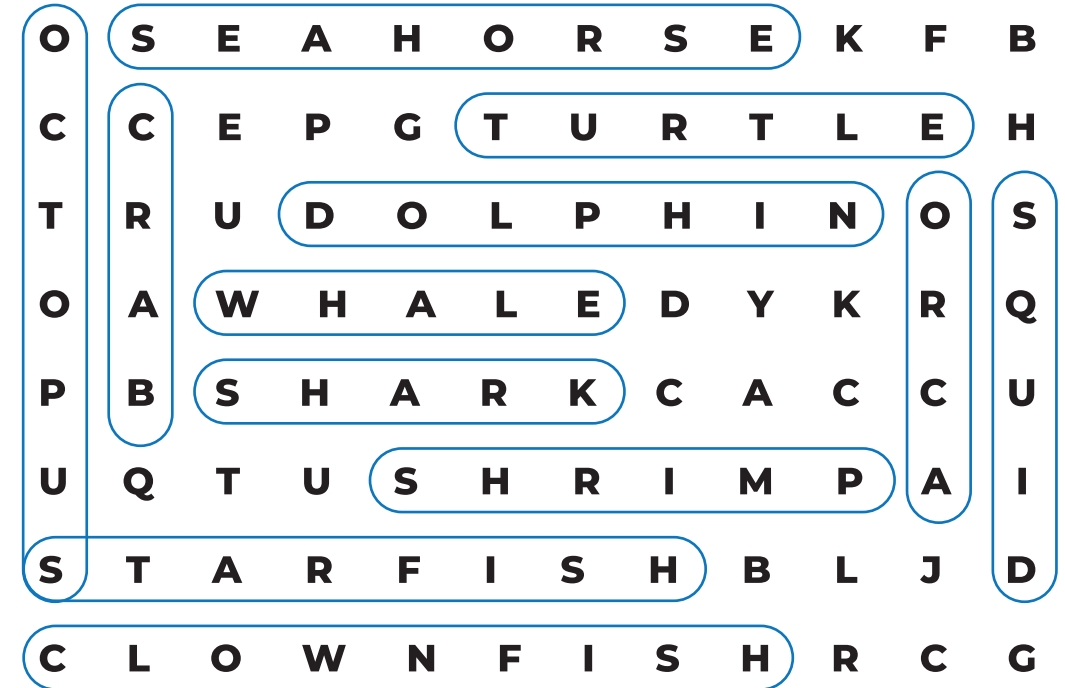 O S E A H O R S E K F B
C C E P G T U R T L E H
T R U D O L P H I N O S
O A W H A L E D Y K R Q
P B S H A R K C A C C U
U Q T U S H R I M P A I
S T A R F I S H B L J D
C L O W N F I S H R C G